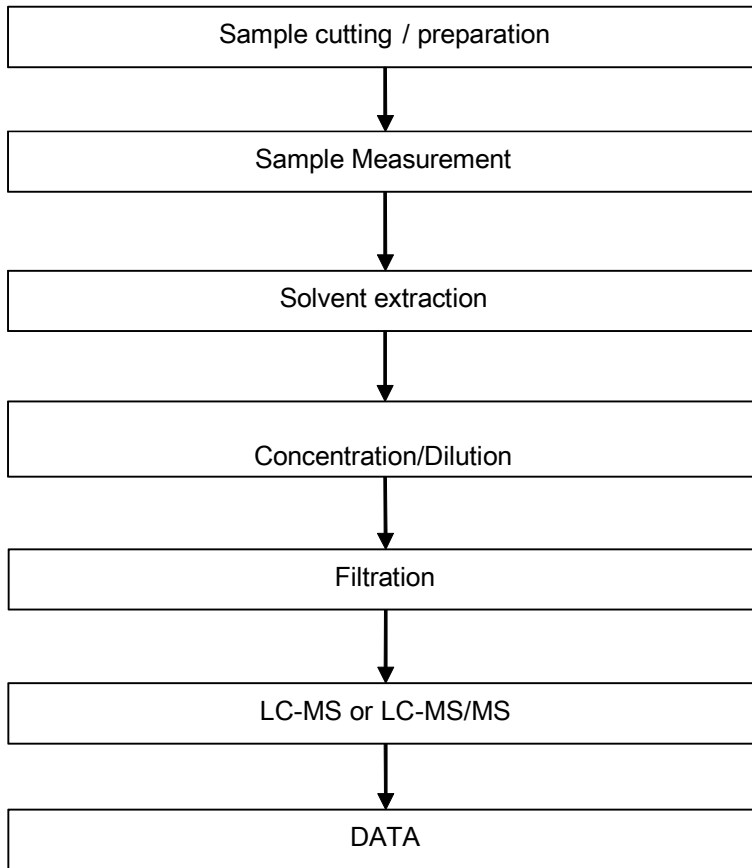 Sample cutting / preparation
Sample Measurement
Solvent extraction
Concentration/Dilution
Filtration
LC-MS or LC-MS/MS
DATA